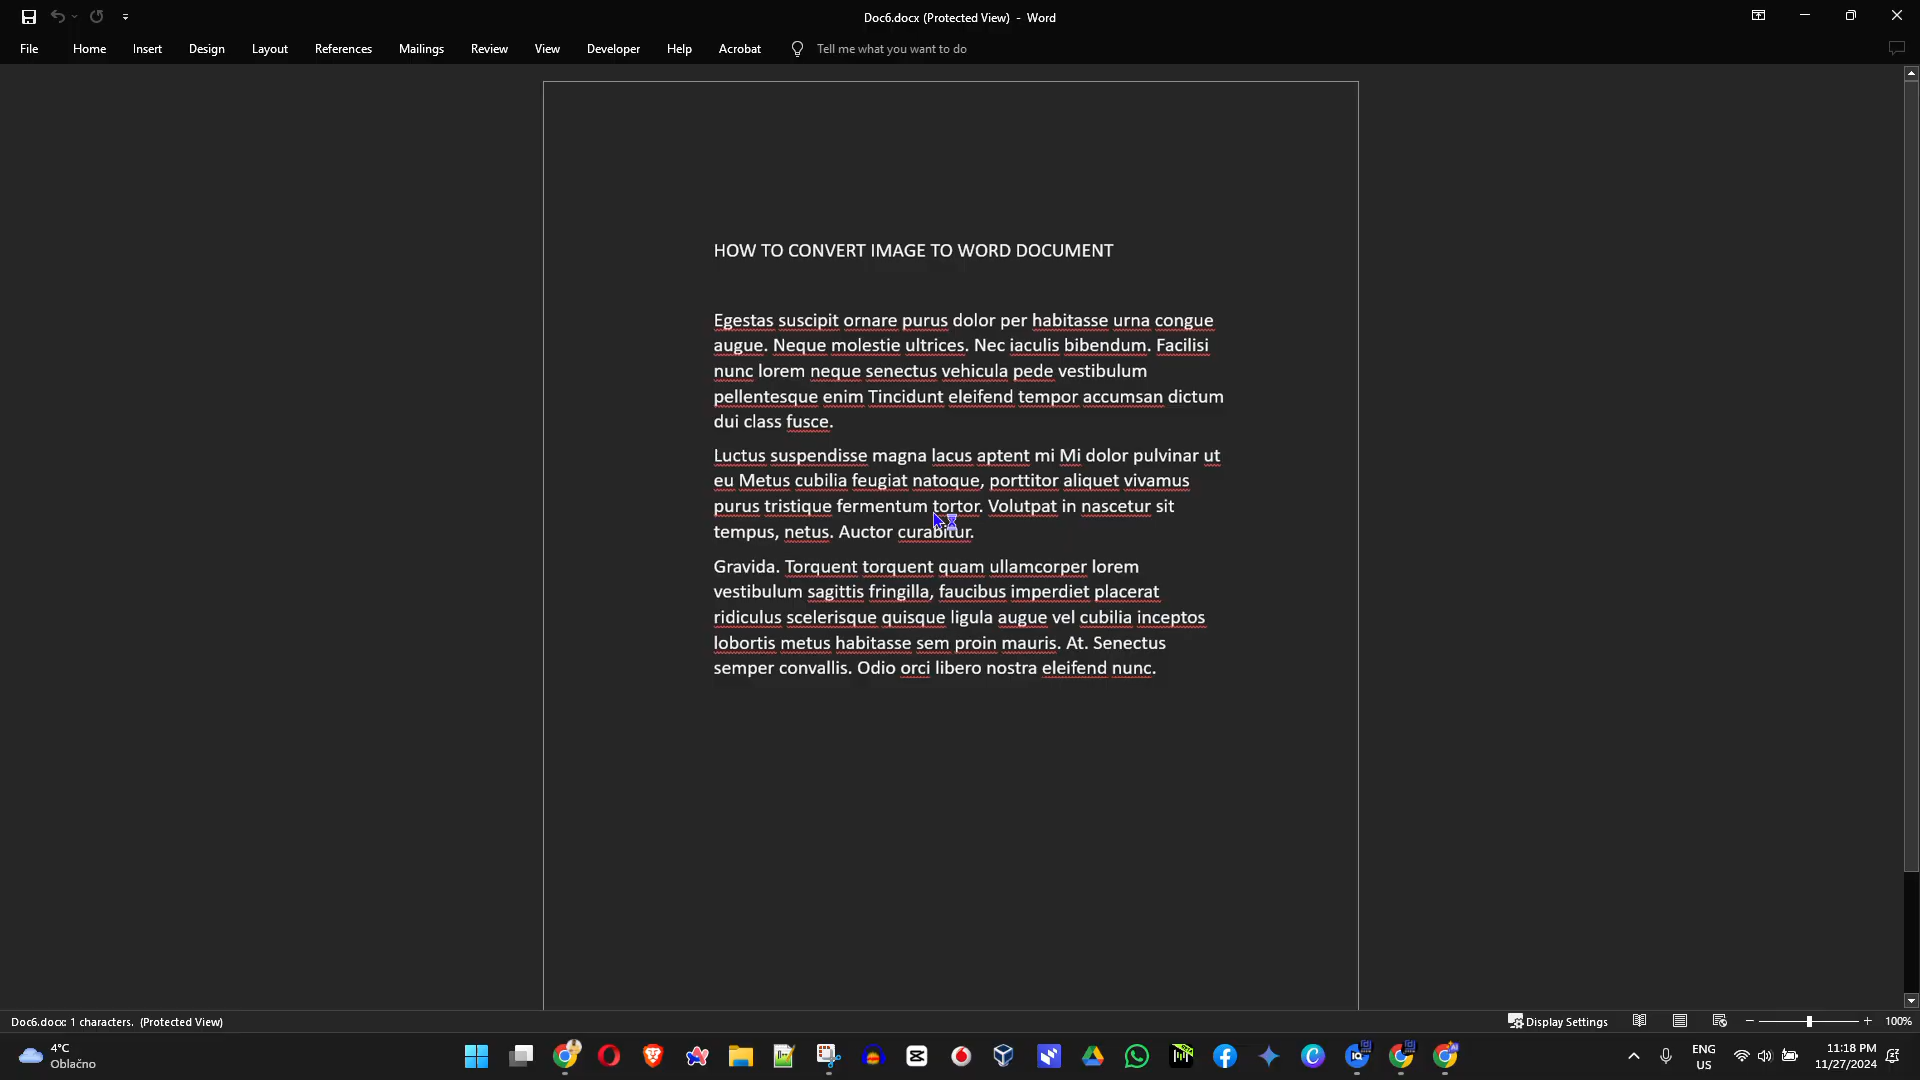 Doc6.docx (Protected View) - Word
File Home Insert Design Layout References Mailings Review View Developer Help Acrobat Tell me what you want to do
HOW TO CONVERT IMAGE TO WORD DOCUMENT
Egestas suscipit ornare purus dolor per habitasse urna congue
augue. Neque molestie ultrices. Nec iaculis bibendum. Facilisi
nunc lorem neque senectus vehicula pede vestibulum
pellentesque enim Tincidunt eleifend tempor accumsan dictum
dui class fusce.
Luctus suspendisse magna lacus aptent mi Mi dolor pulvinar ut
eu Metus cubilia feugiat natoque, porttitor aliquet vivamus
purus tristique fermentum tortor. Volutpat in nascetur sit
tempus, netus. Auctor curabitur.
Gravida. Torquent torquent quam ullamcorper lorem
vestibulum sagittis fringilla, faucibus imperdiet placerat
ridiculus scelerisque quisque ligula augue vel cubilia inceptos
lobortis metus habitasse sem proin mauris. At. Senectus
semper convallis. Odio orci libero nostra eleifend nunc.
Doc6.docx: 1 characters. (Protected View) Display Settings 100%
4°C
Oblačno
ENG
US
11:18 PM
11/27/2024